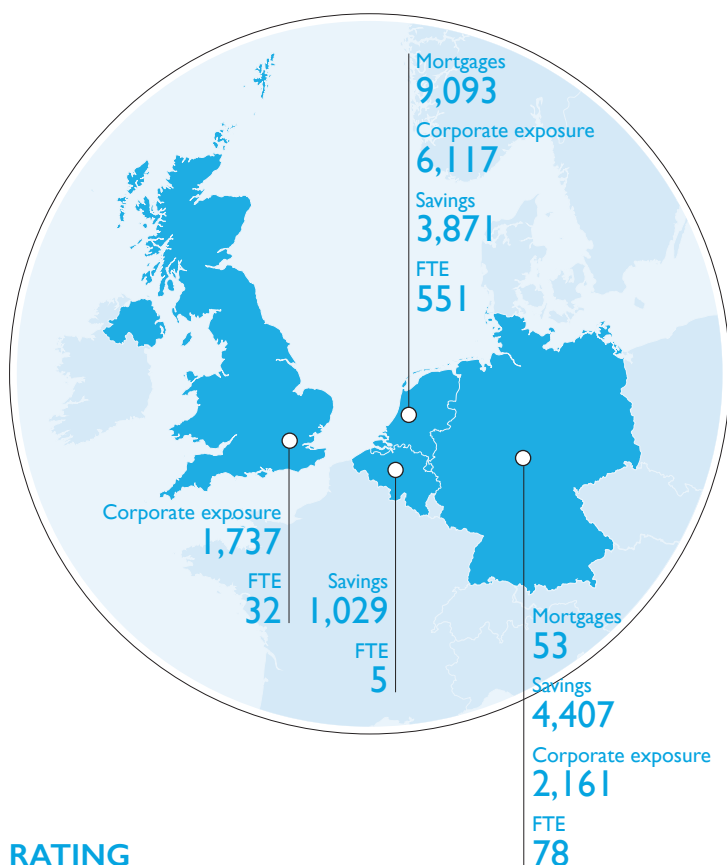 Mortgages
9,093
Corporate exposure
6,117
Savings
3,871
FTE
551
Corporate exposure
1,737
FTE
32
Savings
1,029
FTE
5
Mortgages
53
Savings
4,407
Corporate exposure
2,161
FTE
78
RATING